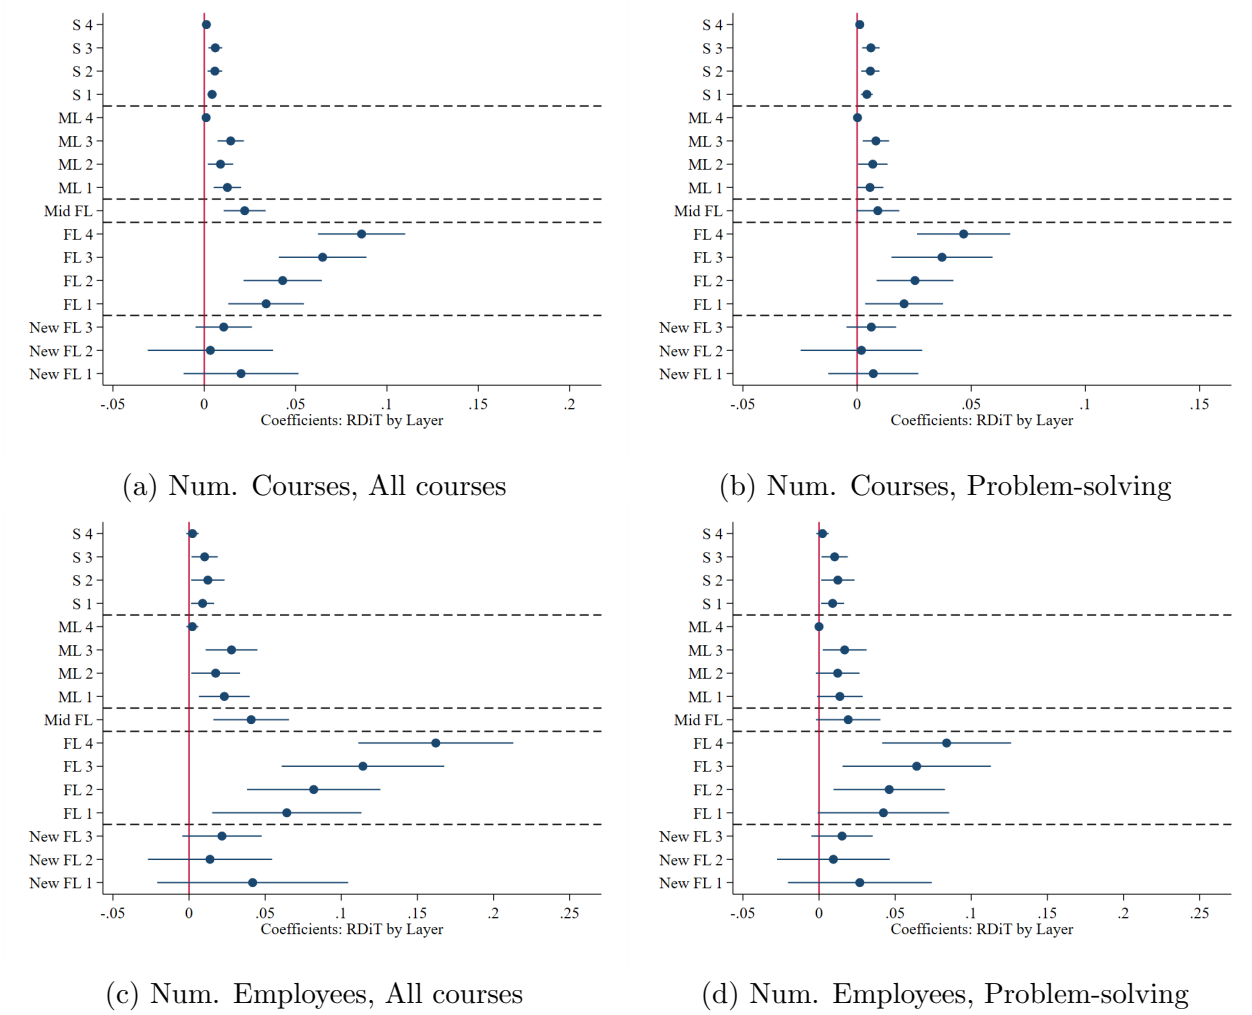 S 4
S 3
S 2
S 1
ML 4
ML 3
ML 2
ML 1
Mid FL
FL 4
FL 3
FL 2
FL 1
New FL 3
New FL 2
New FL 1
-.05 0 .05 .1 .15 .2
Coefficients: RDiT by Layer
(a) Num. Courses, All courses
S 4
S 3
S 2
S 1
ML 4
ML 3
ML 2
ML 1
Mid FL
FL 4
FL 3
FL 2
FL 1
New FL 3
New FL 2
New FL 1
-.05 0 .05 .1 .15
Coefficients: RDiT by Layer
(b) Num. Courses, Problem-solving
S 4
S 3
S 2
S 1
ML 4
ML 3
ML 2
ML 1
Mid FL
FL 4
FL 3
FL 2
FL 1
New FL 3
New FL 2
New FL 1
-.05 0 .05 .1 .15 .2 .25
Coefficients: RDiT by Layer
(c) Num. Employees, All courses
S 4
S 3
S 2
S 1
ML 4
ML 3
ML 2
ML 1
Mid FL
FL 4
FL 3
FL 2
FL 1
New FL 3
New FL 2
New FL 1
-.05 0 .05 .1 .15 .2 .25
Coefficients: RDiT by Layer
(d) Num. Employees, Problem-solving